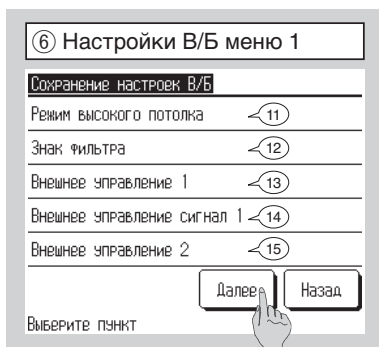 ⑥ Настройки В/Б меню 1
Сохранение настроек В/Б
Режим высокого потолка ⑪
Знак фильтра ⑫
Внешнее управление 1 ⑬
Внешнее управление сигнал 1 ⑭
Внешнее управление 2 ⑮
Далее Назад
Выберите пункт